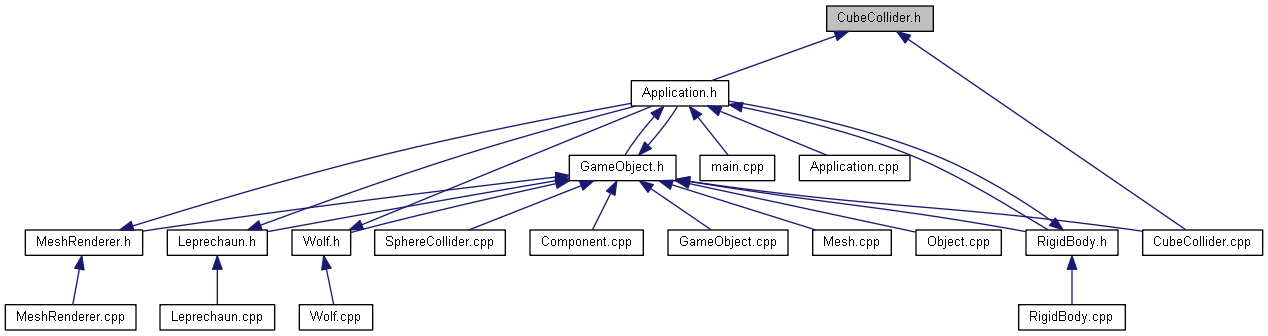 CubeCollider.h
Application.h
GameObject.h
main.cpp
Application.cpp
MeshRenderer.h
Leprechaun.h
Wolf.h
SphereCollider.cpp
Component.cpp
GameObject.cpp
Mesh.cpp
Object.cpp
RigidBody.h
CubeCollider.cpp
MeshRenderer.cpp
Leprechaun.cpp
Wolf.cpp
RigidBody.cpp